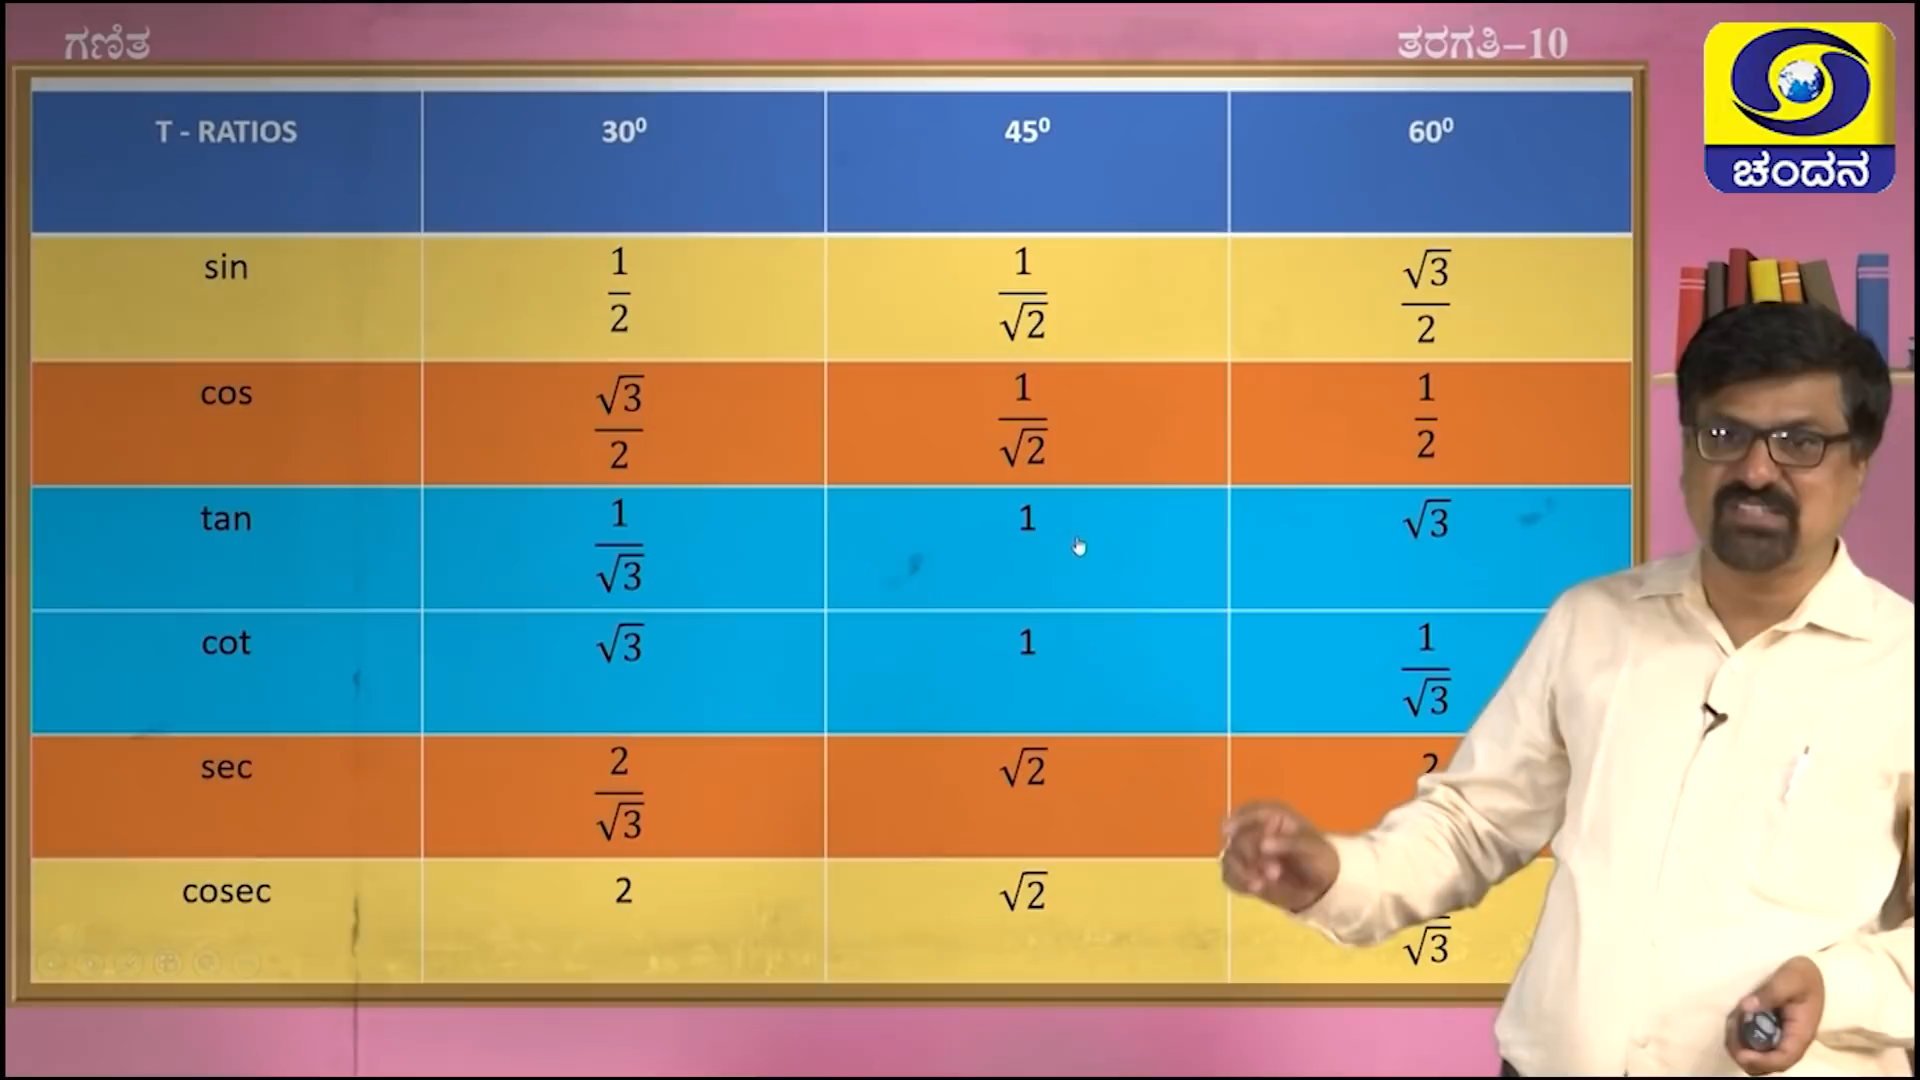 ಗಣಿತ
ತರಗತಿ–10
ಚಂದನ
T - RATIOS 30⁰ 45⁰ 60⁰
sin 1/2 1/√2 √3/2
cos √3/2 1/√2 1/2
tan 1/√3 1 √3
cot √3 1 1/√3
sec 2/√3 √2 2
cosec 2 √2 √3